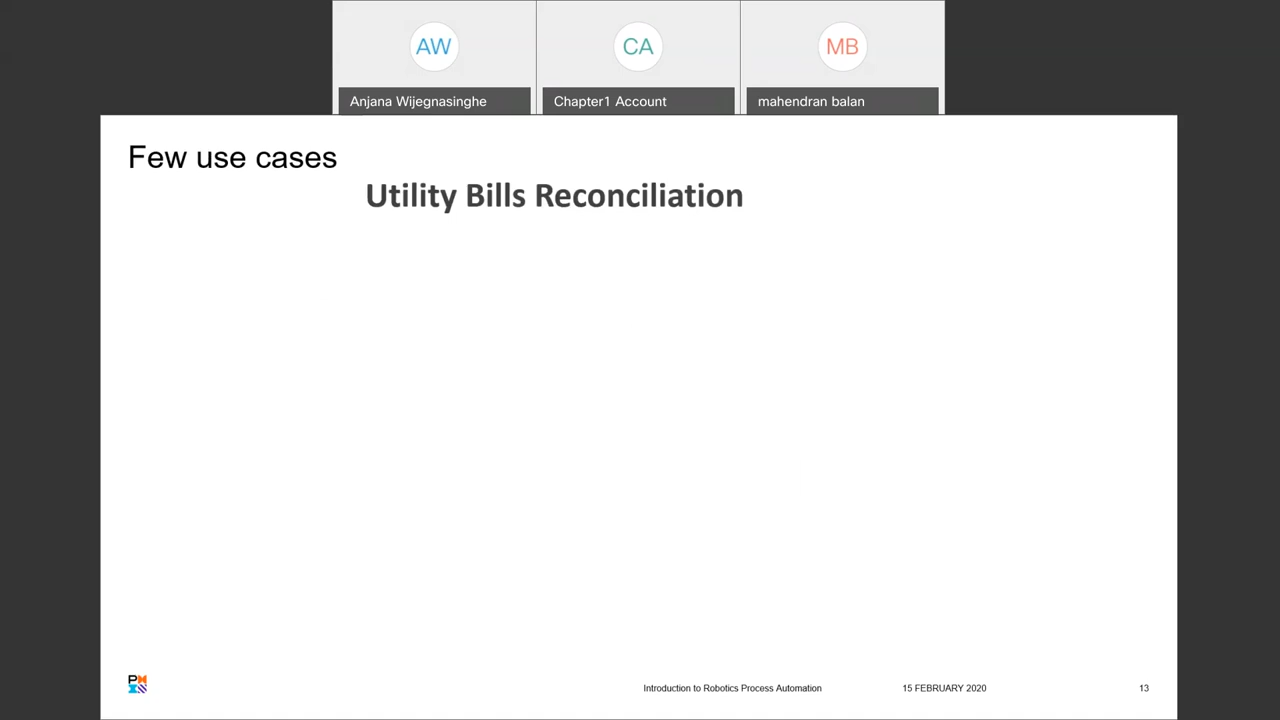 AW
CA
MB
Anjana Wijegnasinghe
Chapter1 Account
mahendran balan
Few use cases
Utility Bills Reconciliation
Introduction to Robotics Process Automation
15 FEBRUARY 2020
13